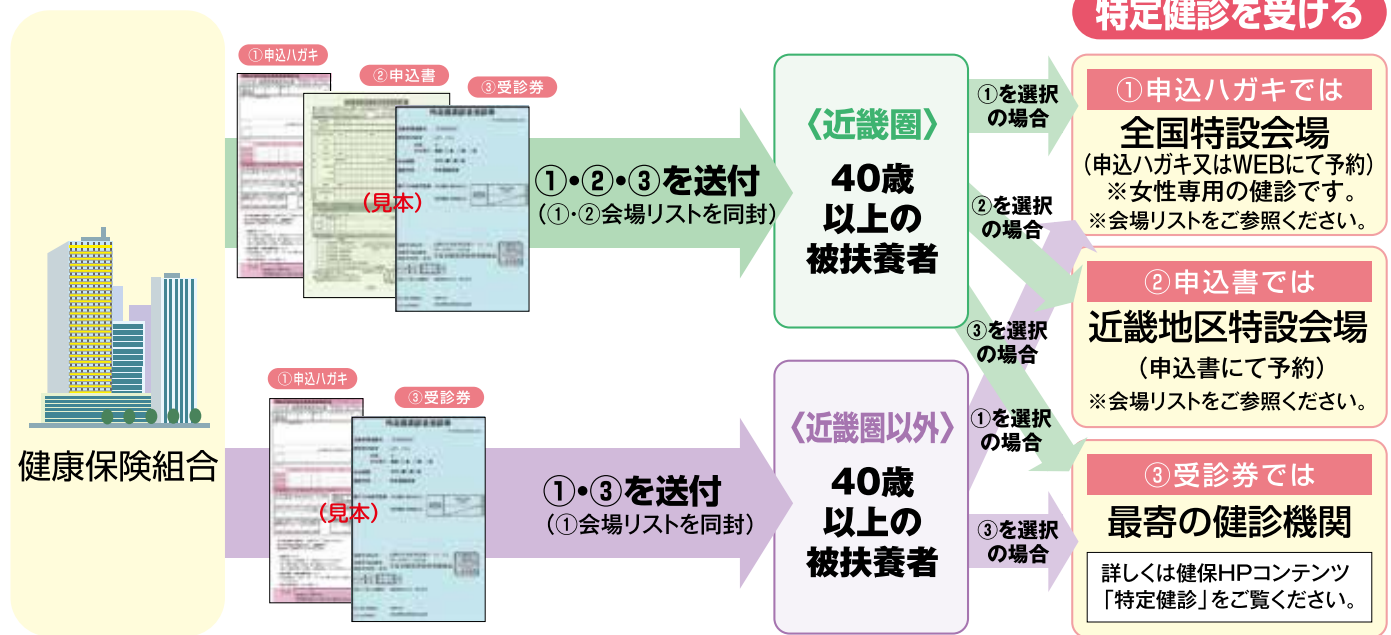 特定健診を受ける
健康保険組合
①申込ハガキ
②申込書
③受診券
(見本)
①・②・③を送付
(①・②会場リストを同封)
〈近畿圏〉
40歳
以上の
被扶養者
①を選択
の場合
②を選択
の場合
③を選択
の場合
①申込ハガキ
③受診券
(見本)
①・③を送付
(①会場リストを同封)
〈近畿圏以外〉
40歳
以上の
被扶養者
①を選択
の場合
③を選択
の場合
①申込ハガキでは
全国特設会場
(申込ハガキ又はWEBにて予約)
※女性専用の健診です。
※会場リストをご参照ください。
②申込書では
近畿地区特設会場
(申込書にて予約)
※会場リストをご参照ください。
③受診券では
最寄の健診機関
詳しくは健保HPコンテンツ
「特定健診」をご覧ください。